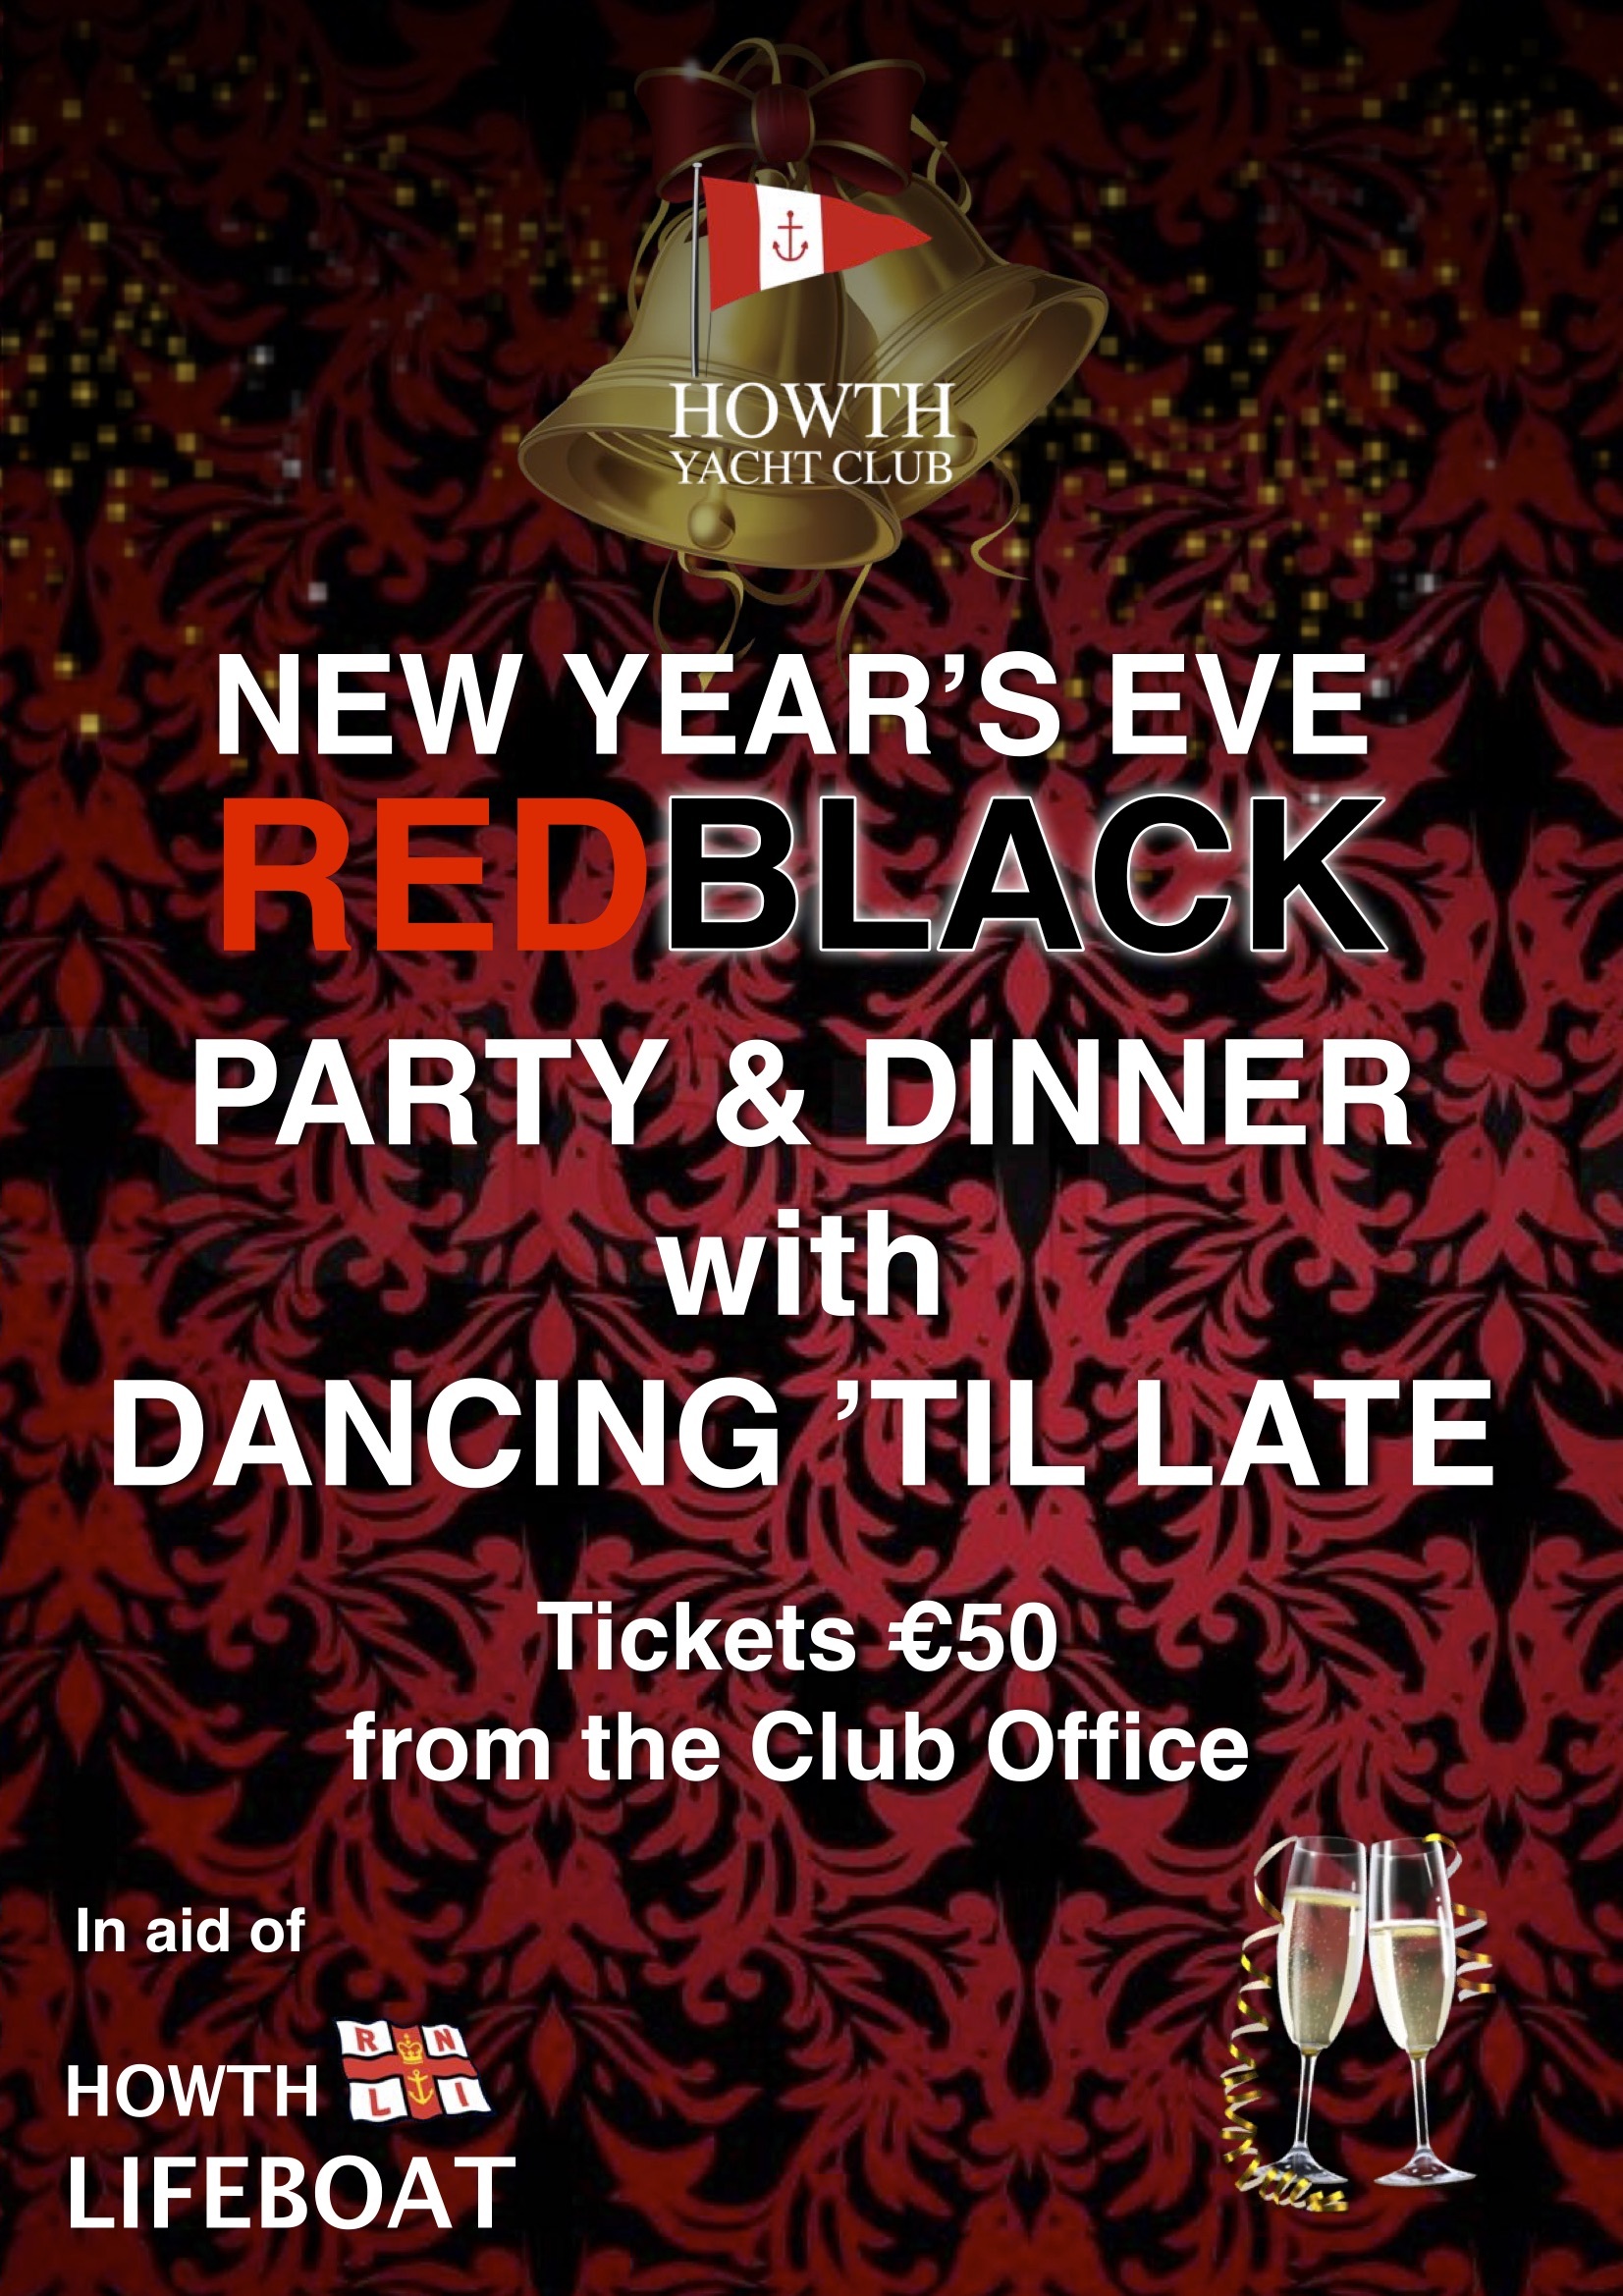 HOWTH
YACHT CLUB
NEW YEAR’S EVE
REDBLACK
PARTY & DINNER
with
DANCING ’TIL LATE
Tickets €50
from the Club Office
In aid of
R N
L I
HOWTH
LIFEBOAT